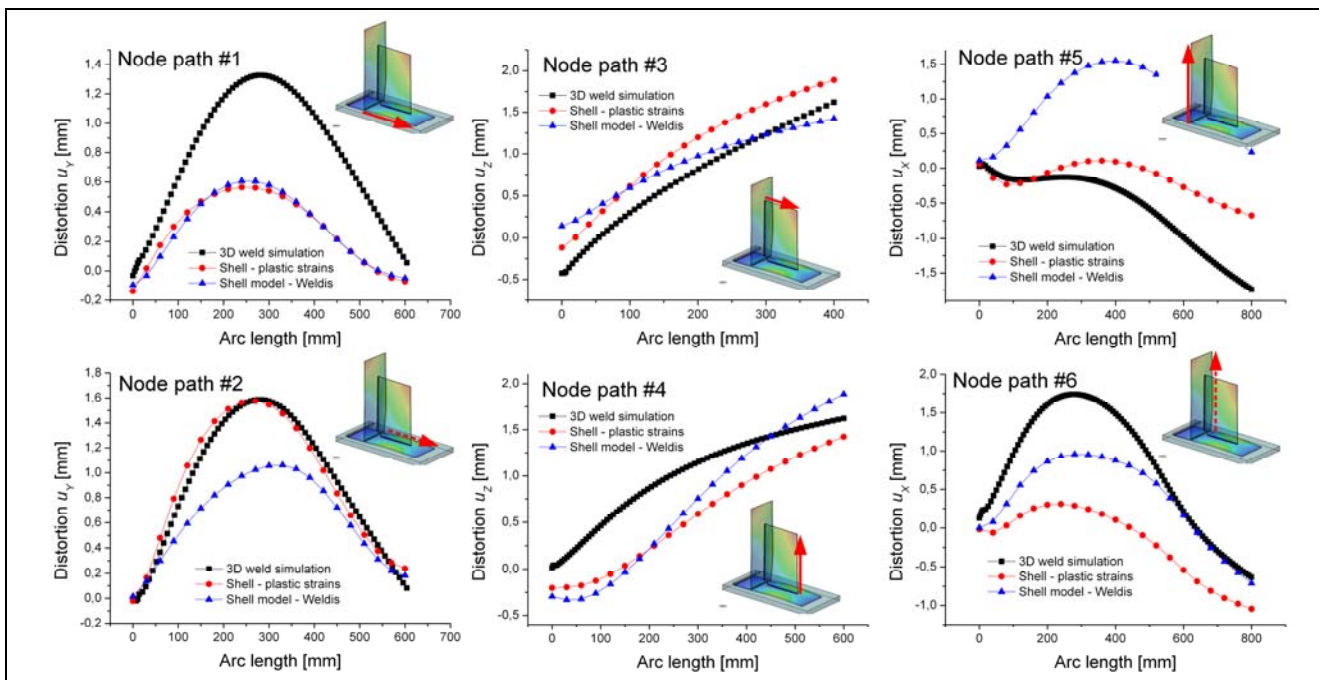 Node path #1
Distortion uY [mm]
1,4
1,2
1,0
0,8
0,6
0,4
0,2
0,0
-0,2
3D weld simulation
Shell - plastic strains
Shell model - Weldis
0 100 200 300 400 500 600 700
Arc length [mm]
Node path #3
Distortion uZ [mm]
2,0
1,5
1,0
0,5
0,0
-0,5
3D weld simulation
Shell - plastic strains
Shell model - Weldis
0 100 200 300 400
Arc length [mm]
Node path #5
Distortion uX [mm]
1,5
1,0
0,5
0,0
-0,5
-1,0
-1,5
3D weld simulation
Shell - plastic strains
Shell model - Weldis
0 200 400 600 800
Arc length [mm]
Node path #2
Distortion uY [mm]
1,8
1,6
1,4
1,2
1,0
0,8
0,6
0,4
0,2
0,0
-0,2
3D weld simulation
Shell - plastic strains
Shell model - Weldis
0 100 200 300 400 500 600 700
Arc length [mm]
Node path #4
Distortion uZ [mm]
2,0
1,5
1,0
0,5
0,0
-0,5
3D weld simulation
Shell - plastic strains
Shell model - Weldis
0 100 200 300 400 500 600
Arc length [mm]
Node path #6
Distortion uX [mm]
2,0
1,5
1,0
0,5
0,0
-0,5
-1,0
3D weld simulation
Shell - plastic strains
Shell model - Weldis
0 200 400 600 800
Arc length [mm]